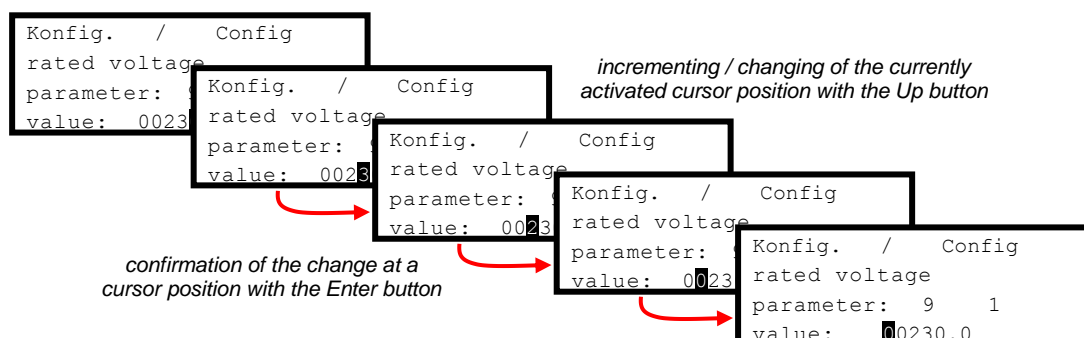 Konfig.   /   Config
rated voltage
parameter:
value:  0023
Konfig.   /   Config
rated voltage
parameter:
value:  0023
Konfig.   /   Config
rated voltage
parameter:
value:  0023
Konfig.   /   Config
rated voltage
parameter:
value:  0023
Konfig.   /   Config
rated voltage
parameter:  9   1
value:  00230.0
incrementing / changing of the currently
activated cursor position with the Up button
confirmation of the change at a
cursor position with the Enter button